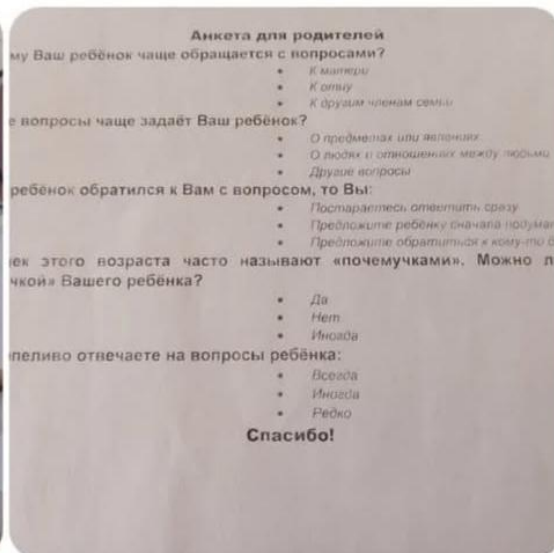 Анкета для родителей
му Ваш ребёнок чаще обращается с вопросами?
• К матери
• К отцу
• К другим членам семьи
е вопросы чаще задаёт Ваш ребёнок?
• О предметах или явлениях
• О людях и отношениях между людьми
• Другие вопросы
ребёнок обратился к Вам с вопросом, то Вы:
• Постараетесь ответить сразу
• Предложите ребёнку сначала подуман
• Предложите обратиться к кому-то д
ек этого возраста часто называют «почемучками». Можно л
чкой» Вашего ребёнка?
• Да
• Нет
• Иногда
пеливо отвечаете на вопросы ребёнка:
• Всегда
• Иногда
• Редко
Спасибо!